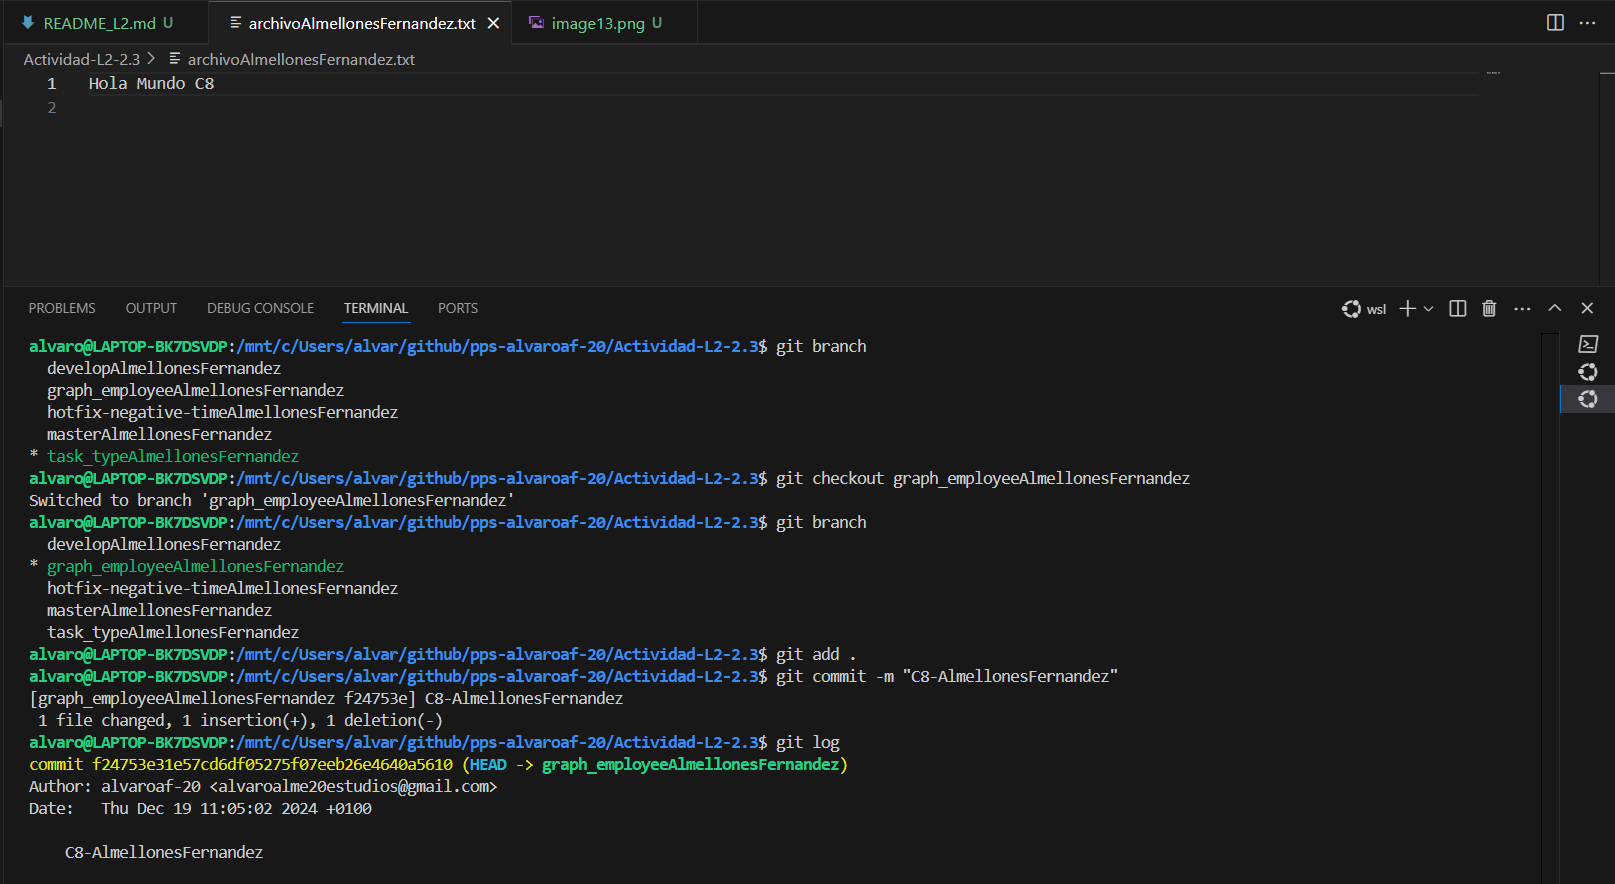 README_L2.md U
archivoAlmellonesFernandez.txt
image13.png U
Actividad-L2-2.3 > archivoAlmellonesFernandez.txt
1 Hola Mundo C8
2
PROBLEMS OUTPUT DEBUG CONSOLE TERMINAL PORTS wsl
alvaro@LAPTOP-BK7DSVDP:/mnt/c/Users/alvar/github/pps-alvaroaf-20/Actividad-L2-2.3$ git branch
developAlmellonesFernandez
graph_employeeAlmellonesFernandez
hotfix-negative-timeAlmellonesFernandez
masterAlmellonesFernandez
* task_typeAlmellonesFernandez
alvaro@LAPTOP-BK7DSVDP:/mnt/c/Users/alvar/github/pps-alvaroaf-20/Actividad-L2-2.3$ git checkout graph_employeeAlmellonesFernandez
Switched to branch 'graph_employeeAlmellonesFernandez'
alvaro@LAPTOP-BK7DSVDP:/mnt/c/Users/alvar/github/pps-alvaroaf-20/Actividad-L2-2.3$ git branch
developAlmellonesFernandez
* graph_employeeAlmellonesFernandez
hotfix-negative-timeAlmellonesFernandez
masterAlmellonesFernandez
task_typeAlmellonesFernandez
alvaro@LAPTOP-BK7DSVDP:/mnt/c/Users/alvar/github/pps-alvaroaf-20/Actividad-L2-2.3$ git add .
alvaro@LAPTOP-BK7DSVDP:/mnt/c/Users/alvar/github/pps-alvaroaf-20/Actividad-L2-2.3$ git commit -m "C8-AlmellonesFernandez"
[graph_employeeAlmellonesFernandez f24753e] C8-AlmellonesFernandez
1 file changed, 1 insertion(+), 1 deletion(-)
alvaro@LAPTOP-BK7DSVDP:/mnt/c/Users/alvar/github/pps-alvaroaf-20/Actividad-L2-2.3$ git log
commit f24753e31e57cd6df05275f07eeb26e4640a5610 (HEAD -> graph_employeeAlmellonesFernandez)
Author: alvaroaf-20 <alvaroalme20estudios@gmail.com>
Date:   Thu Dec 19 11:05:02 2024 +0100
C8-AlmellonesFernandez